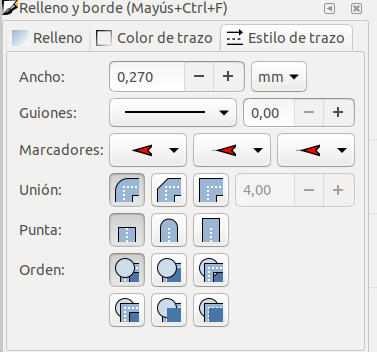 Relleno y borde (Mayús+Ctrl+F)
Relleno Color de trazo Estilo de trazo
Ancho: 0,270 − + mm
Guiones: 0,00 − +
Marcadores:
Unión: 4,00 − +
Punta:
Orden: